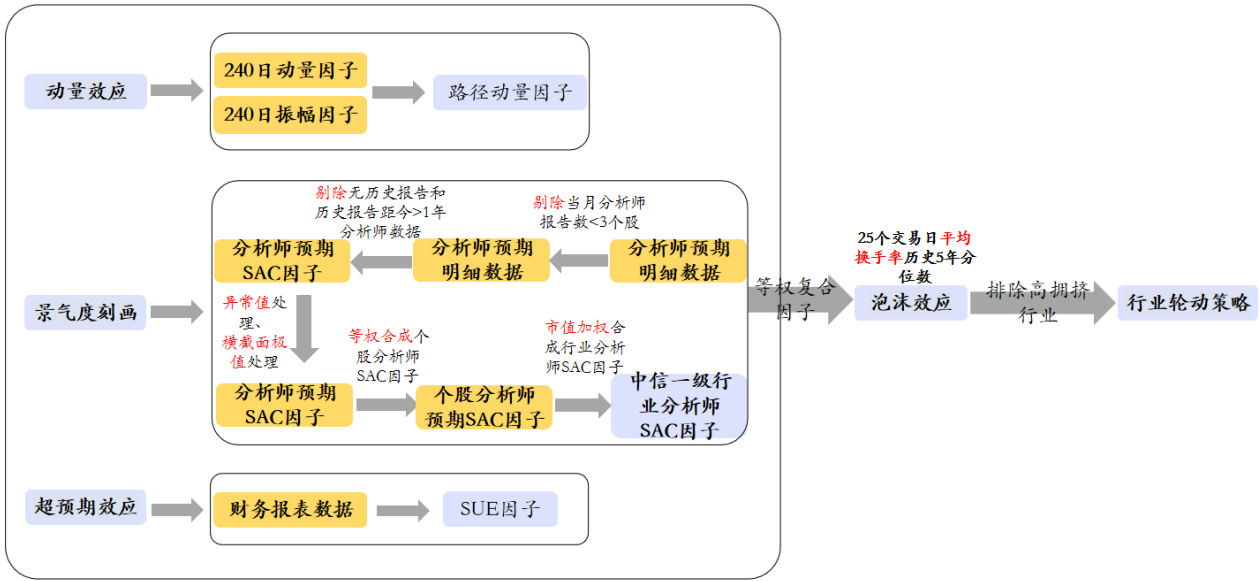 动量效应
240日动量因子
240日振幅因子
路径动量因子
景气度刻画
剔除无历史报告和
历史报告距今>1年
分析师数据
剔除当月分析师
报告数<3个股
分析师预期
SAC因子
分析师预期
明细数据
分析师预期
明细数据
异常值处
理、
横截面极
值处理
等权合成个
股分析师
SAC因子
市值加权合
成行业分析
师SAC因子
分析师预期
SAC因子
个股分析师
预期SAC因子
中信一级行
业分析师
SAC因子
超预期效应
财务报表数据
SUE因子
等权复合
因子
25个交易日平均
换手率历史5年分
位数
泡沫效应
排除高拥挤
行业
行业轮动策略